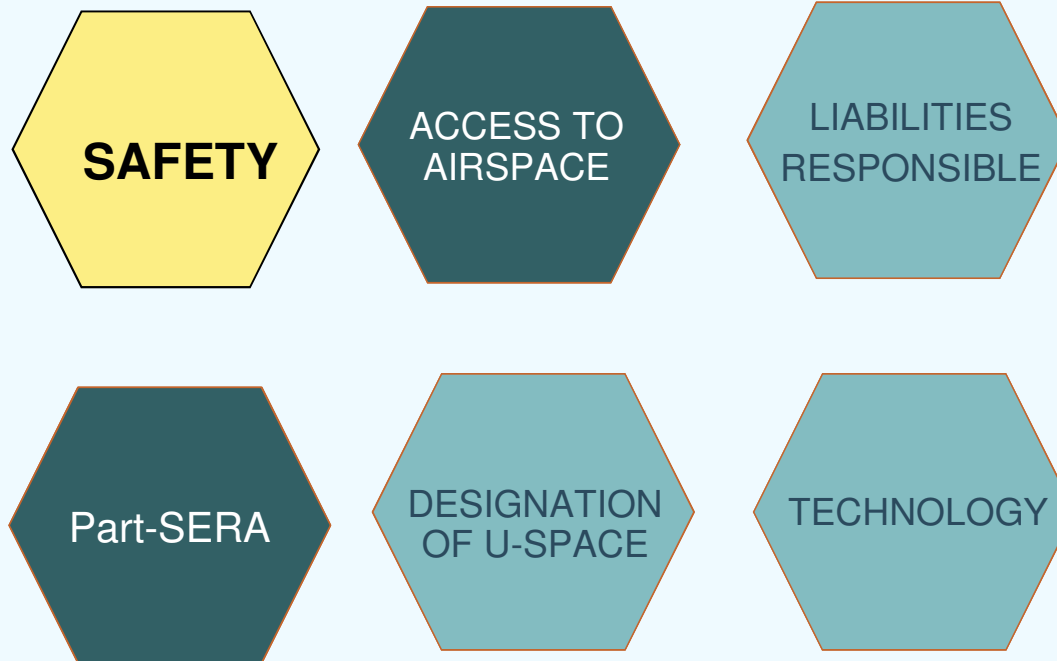 SAFETY
ACCESS TO
AIRSPACE
LIABILITIES
RESPONSIBLE
Part-SERA
DESIGNATION
OF U-SPACE
TECHNOLOGY